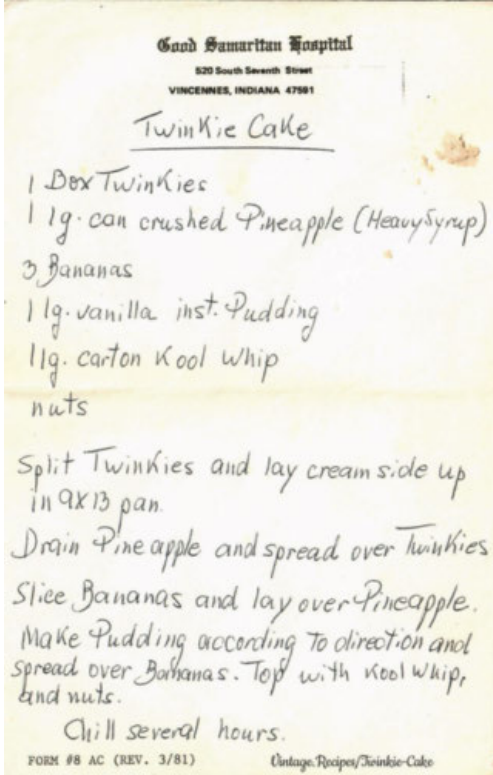 Good Samaritan Hospital
520 South Seventh Street
VINCENNES, INDIANA 47591
Twinkie Cake
1 Box Twinkies
1 lg. can crushed Pineapple (Heavy Syrup)
3 Bananas
1 lg. vanilla inst. Pudding
1 lg. carton Kool Whip
nuts
Split Twinkies and lay cream side up
in 9X13 pan.
Drain Pineapple and spread over Twinkies
Slice Bananas and lay over Pineapple.
Make Pudding according to direction and
spread over Bananas. Top with Kool Whip,
and nuts.
Chill several hours.
FORM #8 AC (REV. 3/81)
Vintage.Recipes/Twinkie-Cake